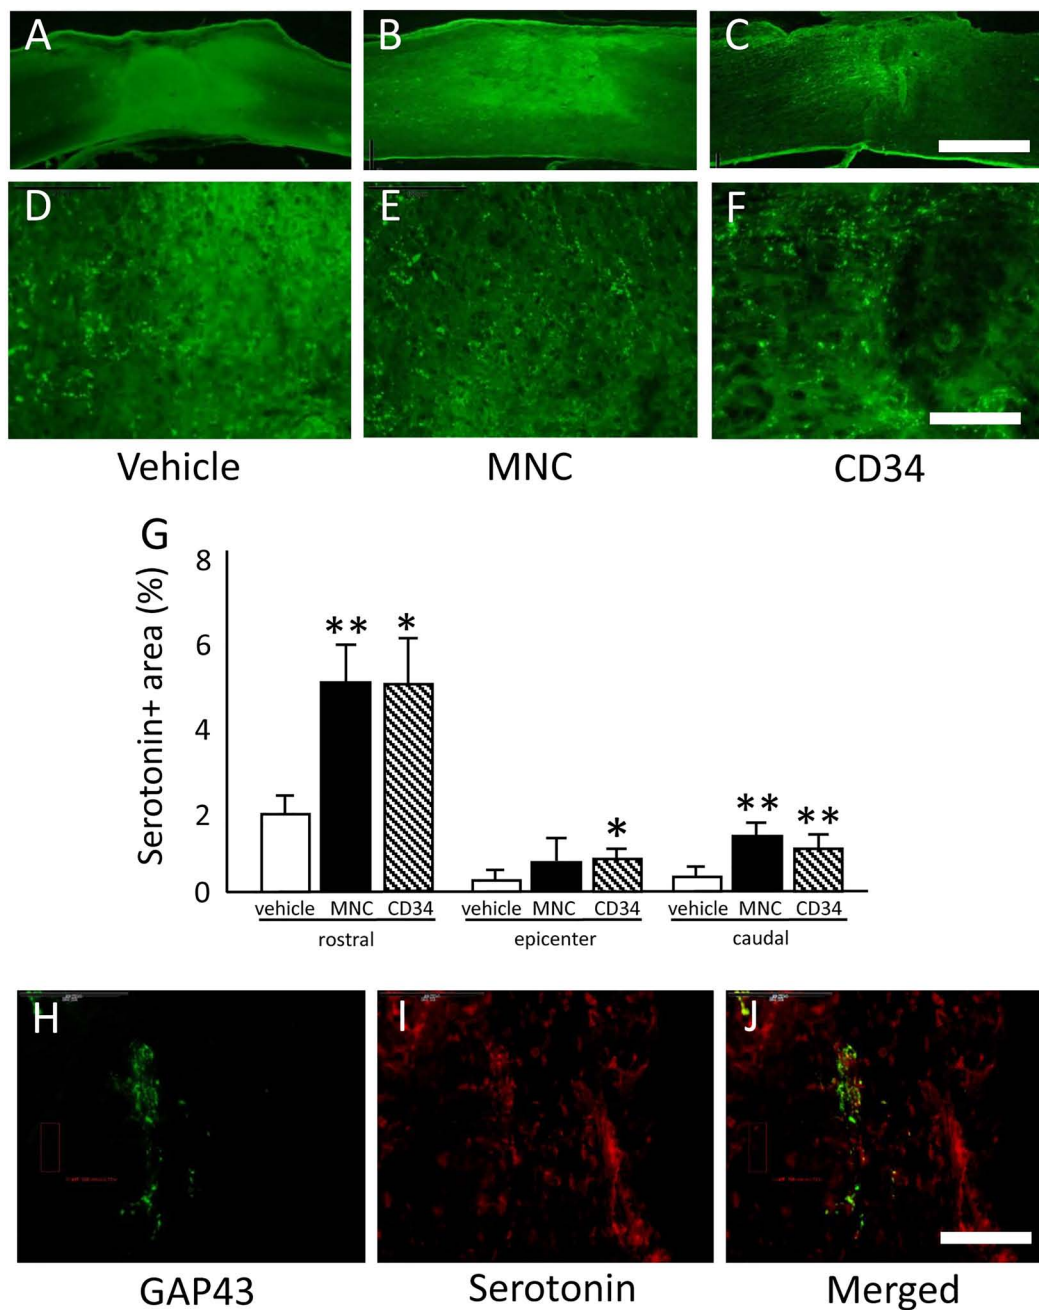 A B C
D E F
Vehicle MNC CD34
G
Serotonin+ area (%)
8
6
4
2
0
** *
*
** **
vehicle MNC CD34 vehicle MNC CD34 vehicle MNC CD34
rostral epicenter caudal
H I J
GAP43 Serotonin Merged